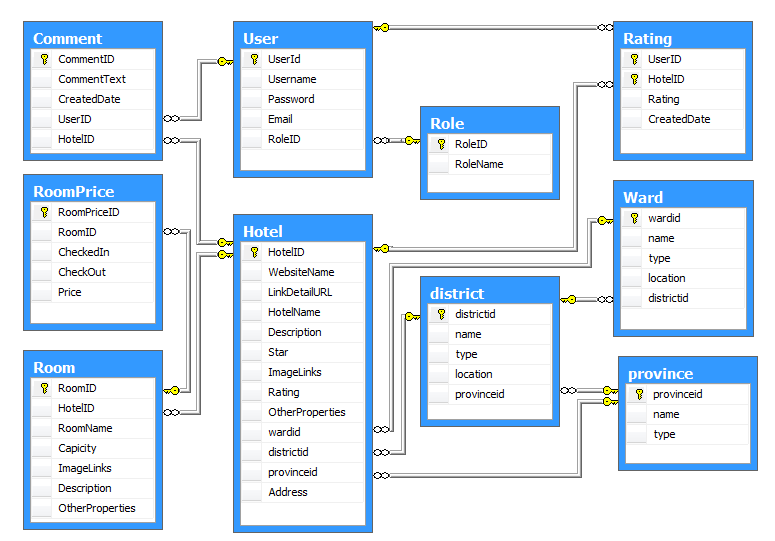 Comment
CommentID
CommentText
CreatedDate
UserID
HotelID
User
UserId
Username
Password
Email
RoleID
Rating
UserID
HotelID
Rating
CreatedDate
Role
RoleID
RoleName
RoomPrice
RoomPriceID
RoomID
CheckedIn
CheckOut
Price
Hotel
HotelID
WebsiteName
LinkDetailURL
HotelName
Description
Star
ImageLinks
Rating
OtherProperties
wardid
districtid
provinceid
Address
Ward
wardid
name
type
location
districtid
district
districtid
name
type
location
provinceid
Room
RoomID
HotelID
RoomName
Capicity
ImageLinks
Description
OtherProperties
province
provinceid
name
type